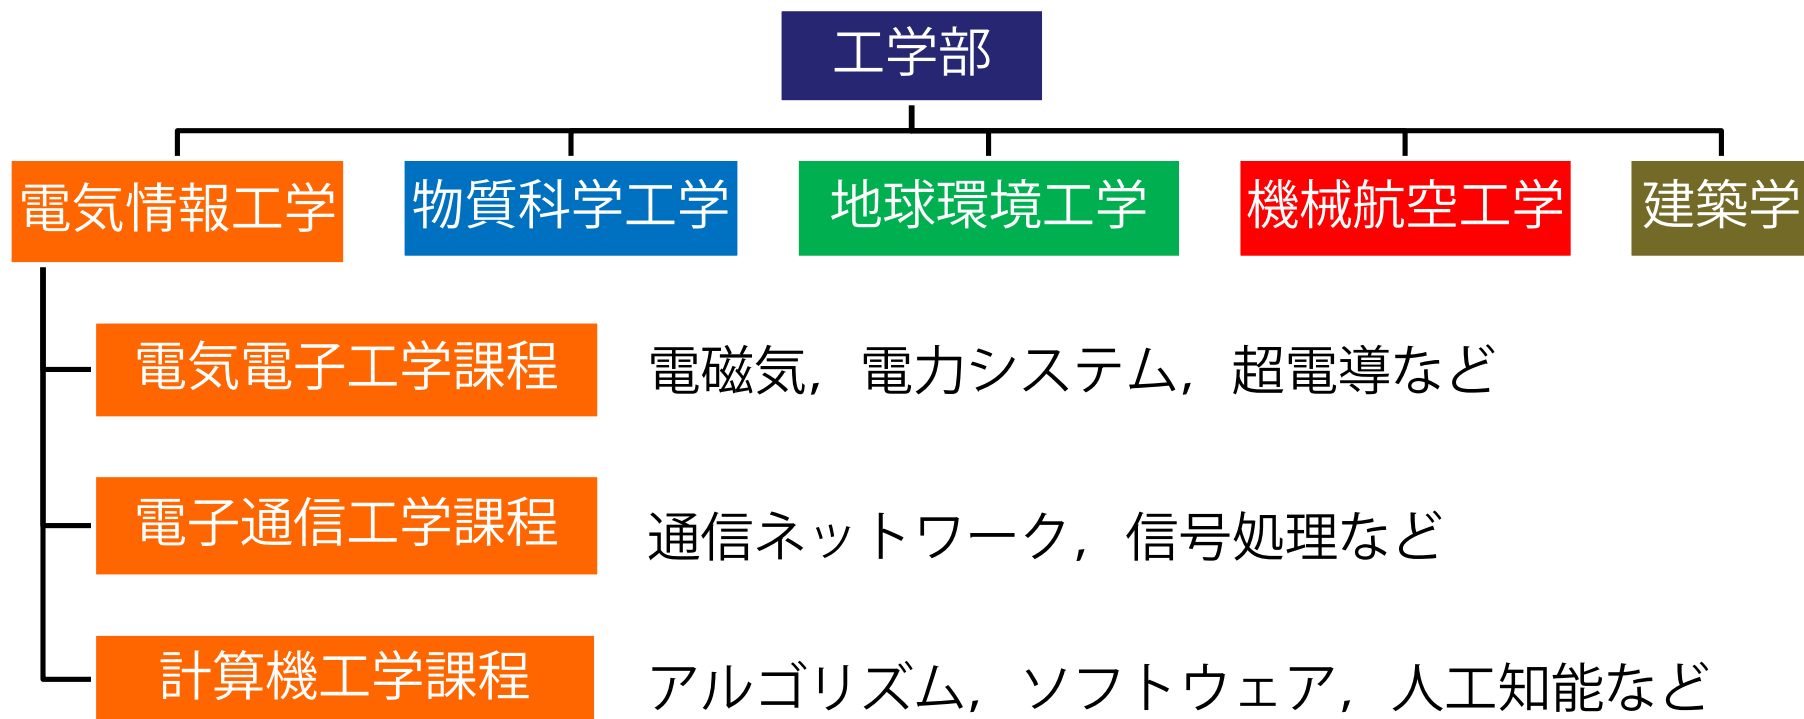 工学部
電気情報工学
物質科学工学
地球環境工学
機械航空工学
建築学
電気電子工学課程
電磁気，電力システム，超電導など
電子通信工学課程
通信ネットワーク，信号処理など
計算機工学課程
アルゴリズム，ソフトウェア，人工知能など